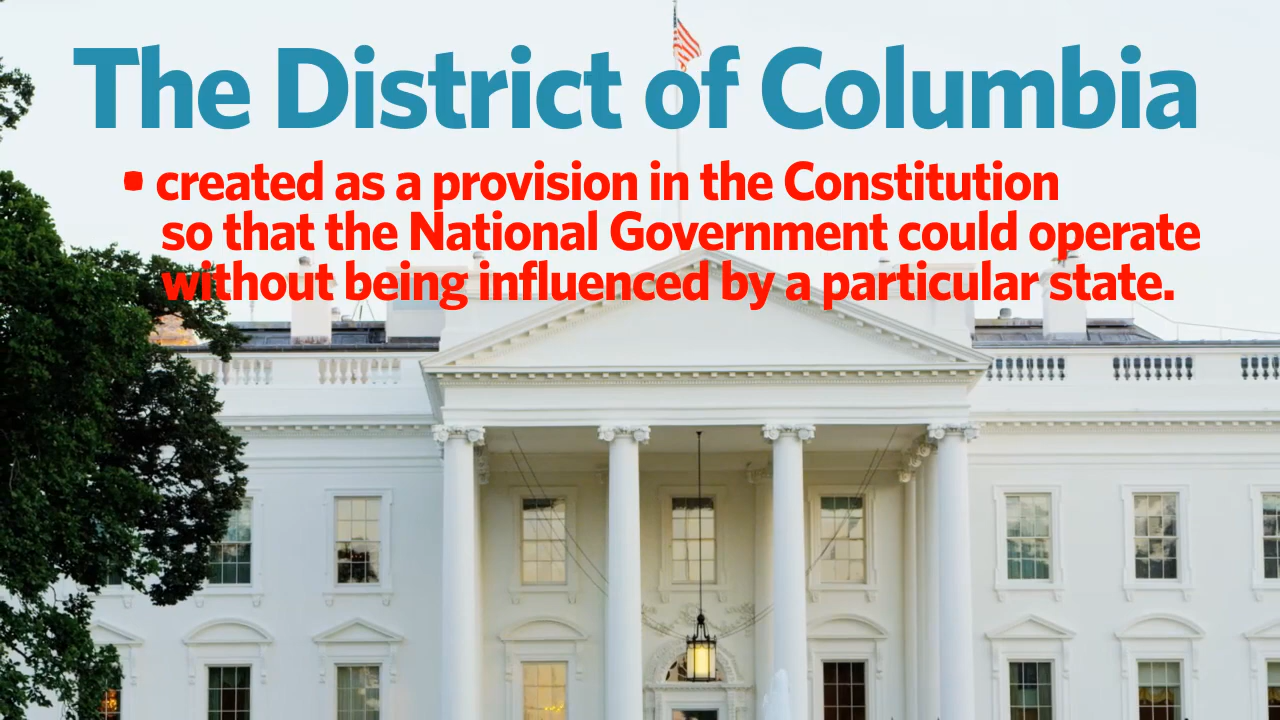 The District of Columbia
• created as a provision in the Constitution
so that the National Government could operate
without being influenced by a particular state.